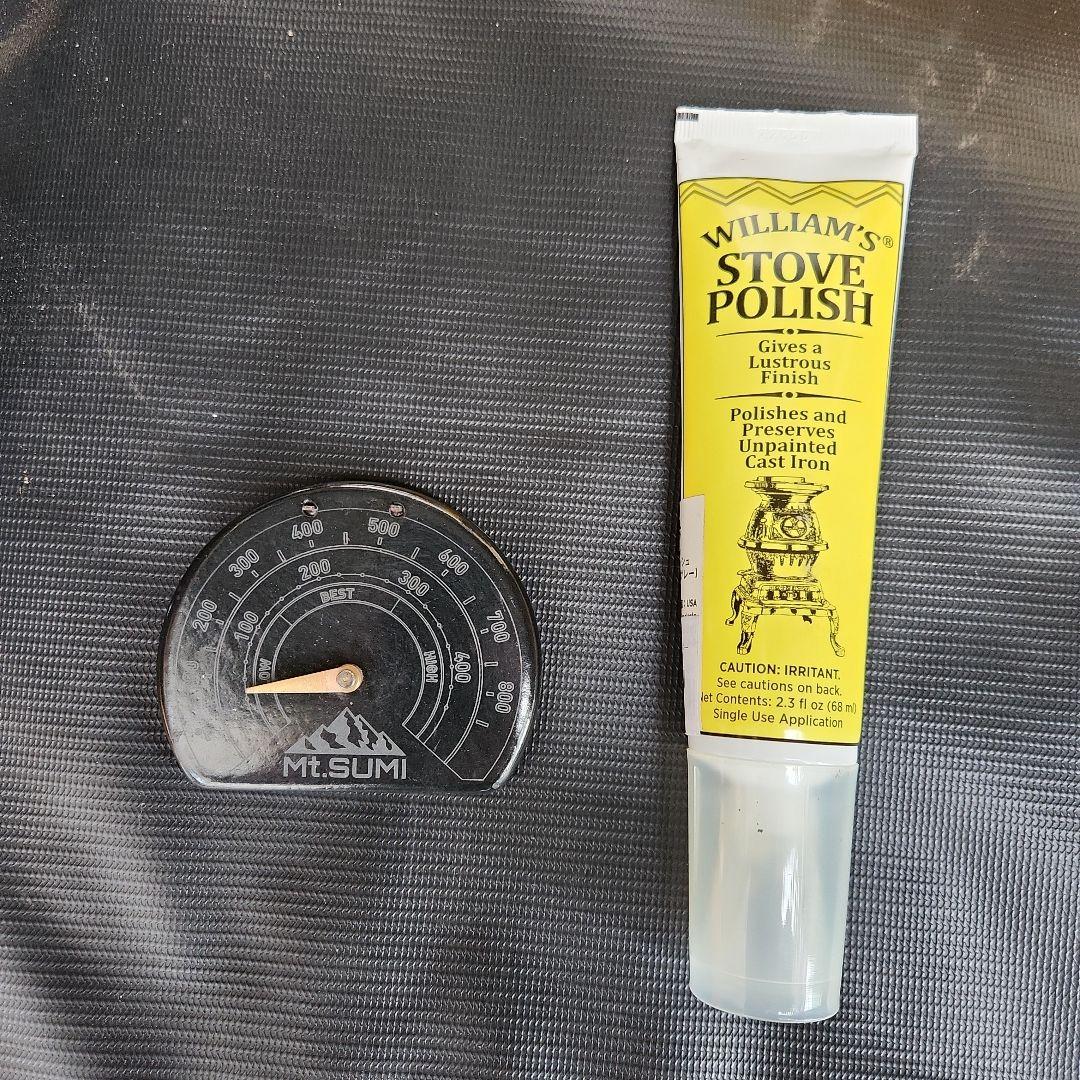 400
500
300
600
200
300
200
700
100
BEST
400
HIGH
800
Mt.SUMI
WILLIAM'S®
STOVE
POLISH
Gives a
Lustrous
Finish
Polishes and
Preserves
Unpainted
Cast Iron
USA
CAUTION: IRRITANT.
See cautions on back.
Net Contents: 2.3 fl oz (68 ml)
Single Use Application